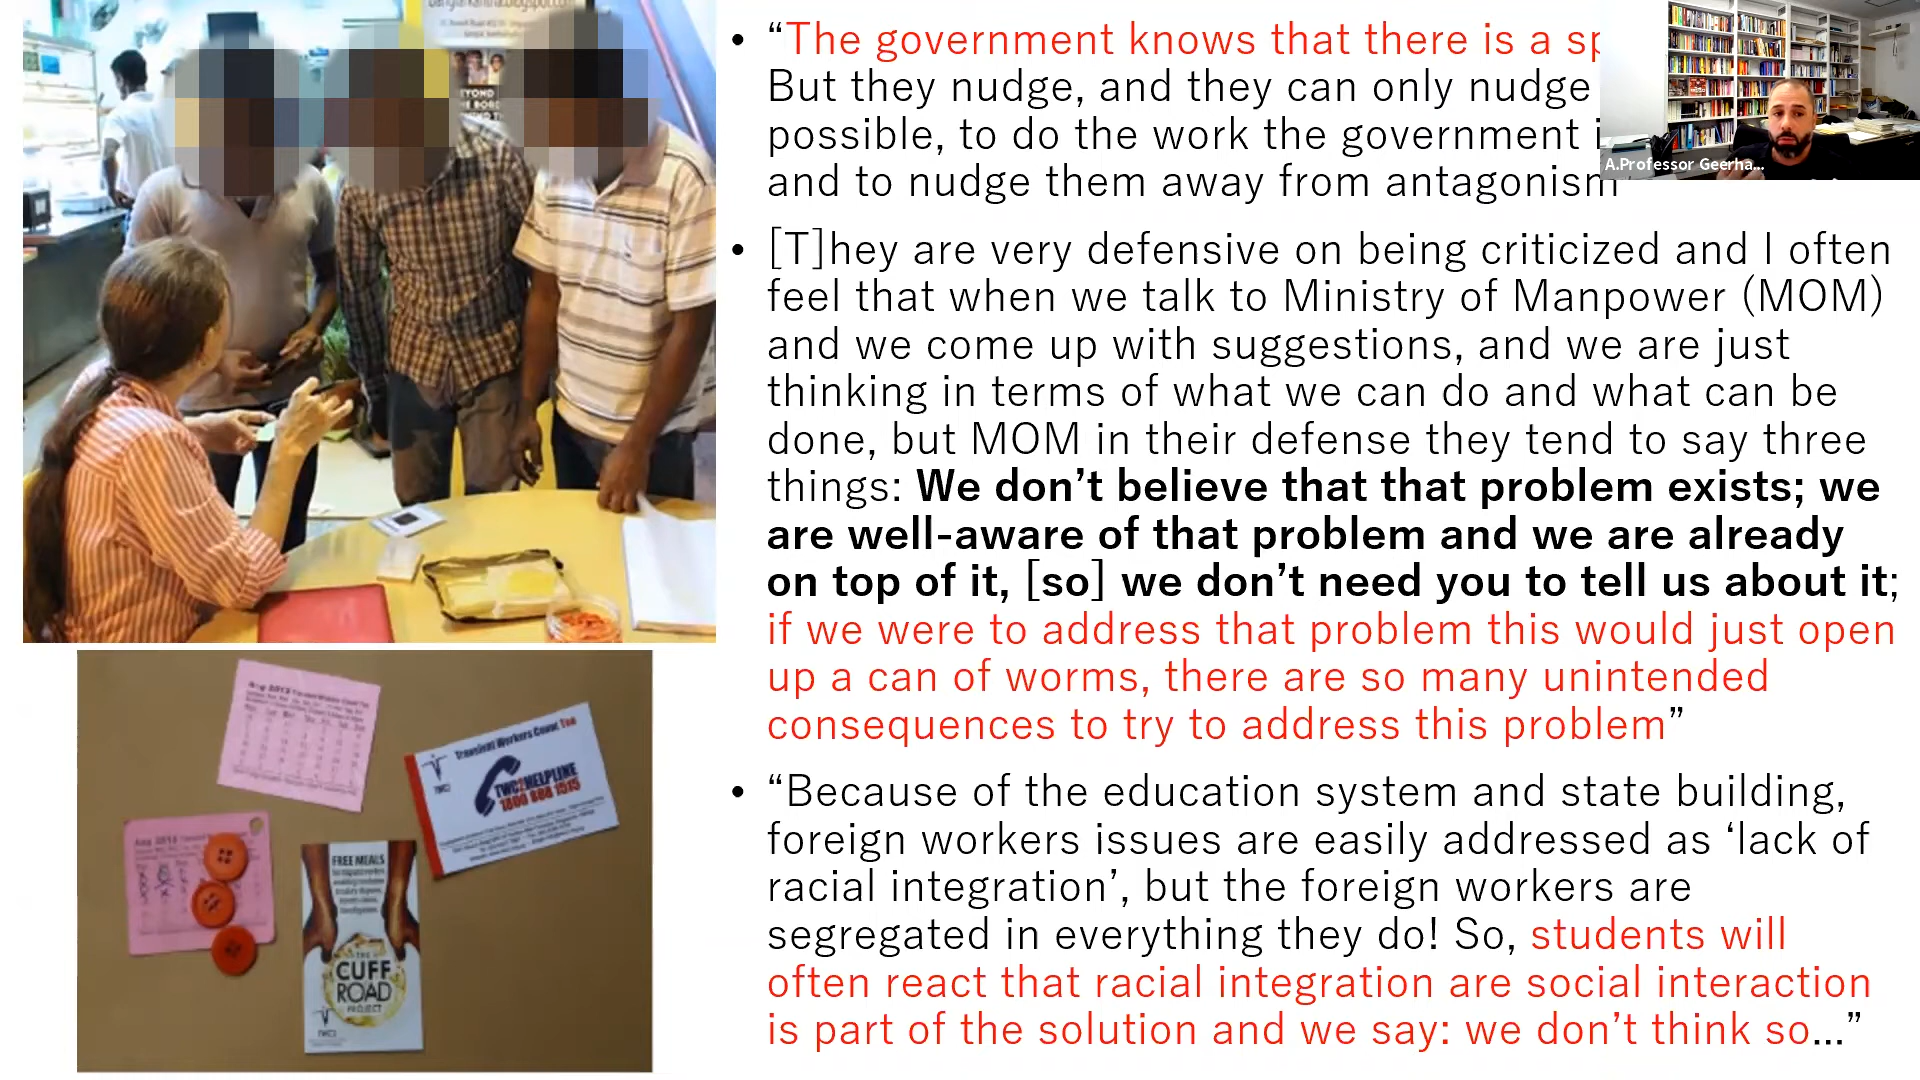 “The government knows that there is a
But they nudge, and they can only nudge
possible, to do the work the government
and to nudge them away from antagonism
[T]hey are very defensive on being criticized and I often
feel that when we talk to Ministry of Manpower (MOM)
and we come up with suggestions, and we are just
thinking in terms of what we can do and what can be
done, but MOM in their defense they tend to say three
things: We don’t believe that that problem exists; we
are well-aware of that problem and we are already
on top of it, [so] we don’t need you to tell us about it;
if we were to address that problem this would just open
up a can of worms, there are so many unintended
consequences to try to address this problem”
“Because of the education system and state building,
foreign workers issues are easily addressed as ‘lack of
racial integration’, but the foreign workers are
segregated in everything they do! So, students will
often react that racial integration are social interaction
is part of the solution and we say: we don’t think so...”
A.Professor Geerha...
Aug 2013
Transient Workers Count Too
TWC2
TWC2 HELPLINE
1800 888 1515
FREE MEALS
THE
CUFF
ROAD
PROJECT
TWC2